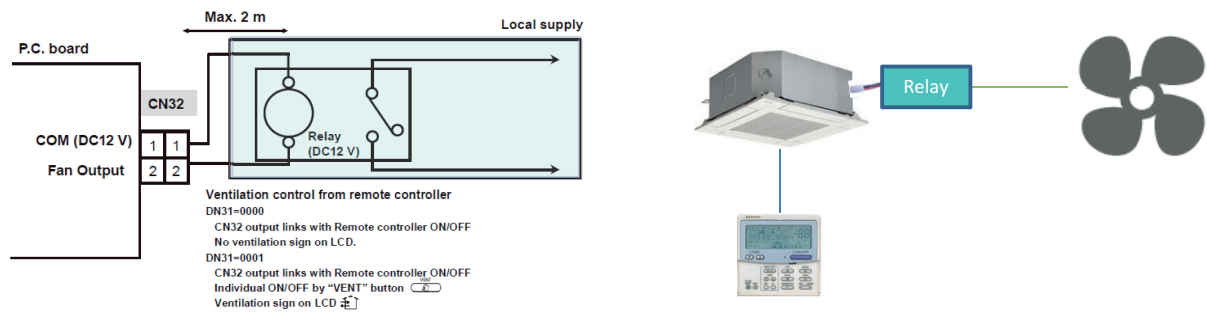 Max. 2 m
Local supply
P.C. board
CN32
COM (DC12 V)
1 1
Fan Output
2 2
Relay
(DC12 V)
Ventilation control from remote controller
DN31=0000
CN32 output links with Remote controller ON/OFF
No ventilation sign on LCD.
DN31=0001
CN32 output links with Remote controller ON/OFF
Individual ON/OFF by “VENT” button VENT
Ventilation sign on LCD
Relay